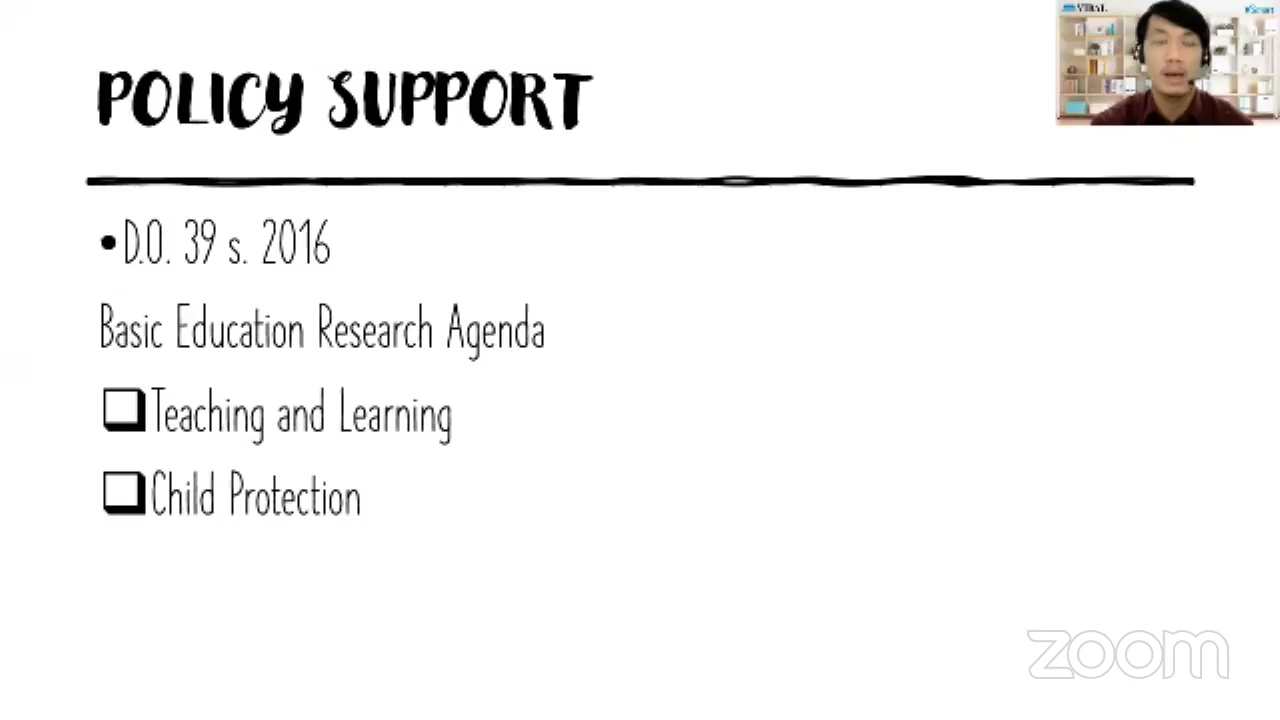 POLICY SUPPORT
•D.O. 39 s. 2016
Basic Education Research Agenda
Teaching and Learning
Child Protection
zoom